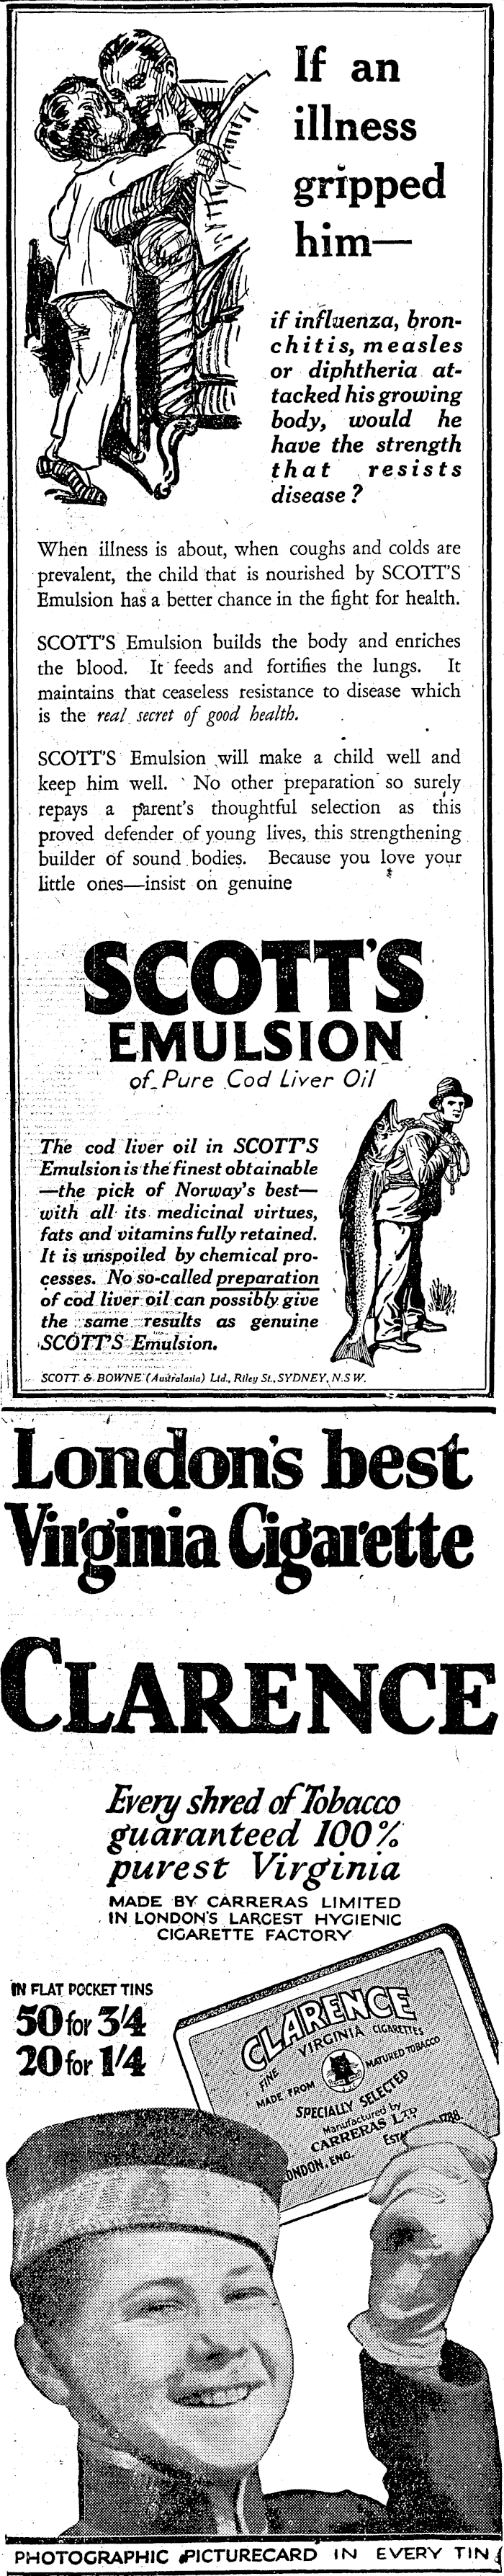 If an
illness
gripped
him—
if influenza, bron-
chitis, measles
or diphtheria at-
tacked his growing
body, would he
have the strength
that resists
disease?
When illness is about, when coughs and colds are
prevalent, the child that is nourished by SCOTT'S
Emulsion has a better chance in the fight for health.
SCOTT'S Emulsion builds the body and enriches
the blood. It feeds and fortifies the lungs. It
maintains that ceaseless resistance to disease which
is the real secret of good health.
SCOTT'S Emulsion will make a child well and
keep him well. No other preparation so surely
repays a parent's thoughtful selection as this
proved defender of young lives, this strengthening
builder of sound bodies. Because you love your
little ones—insist on genuine
SCOTT'S
EMULSION
of Pure Cod Liver Oil
The cod liver oil in SCOTT'S
Emulsion is the finest obtainable
—the pick of Norway's best—
with all its medicinal virtues,
fats and vitamins fully retained.
It is unspoiled by chemical pro-
cesses. No so-called preparation
of cod liver oil can possibly give
the same results as genuine
SCOTT'S Emulsion.
SCOTT & BOWNE (Australasia) Ltd., Riley St., SYDNEY, N.S W.
London's best
Virginia Cigarette
CLARENCE
Every shred of Tobacco
guaranteed 100%
purest Virginia
MADE BY CARRERAS LIMITED
IN LONDON'S LARGEST HYGIENIC
CIGARETTE FACTORY
IN FLAT POCKET TINS
50 for 3/4
20 for 1/4
CLARENCE
VIRGINIA CIGARETTES
FINE
MADE FROM MATURED TOBACCO
SPECIALLY SELECTED
Manufactured by
CARRERAS LTD
LONDON, ENG. ESTD 1788.
PHOTOGRAPHIC PICTURECARD IN EVERY TIN